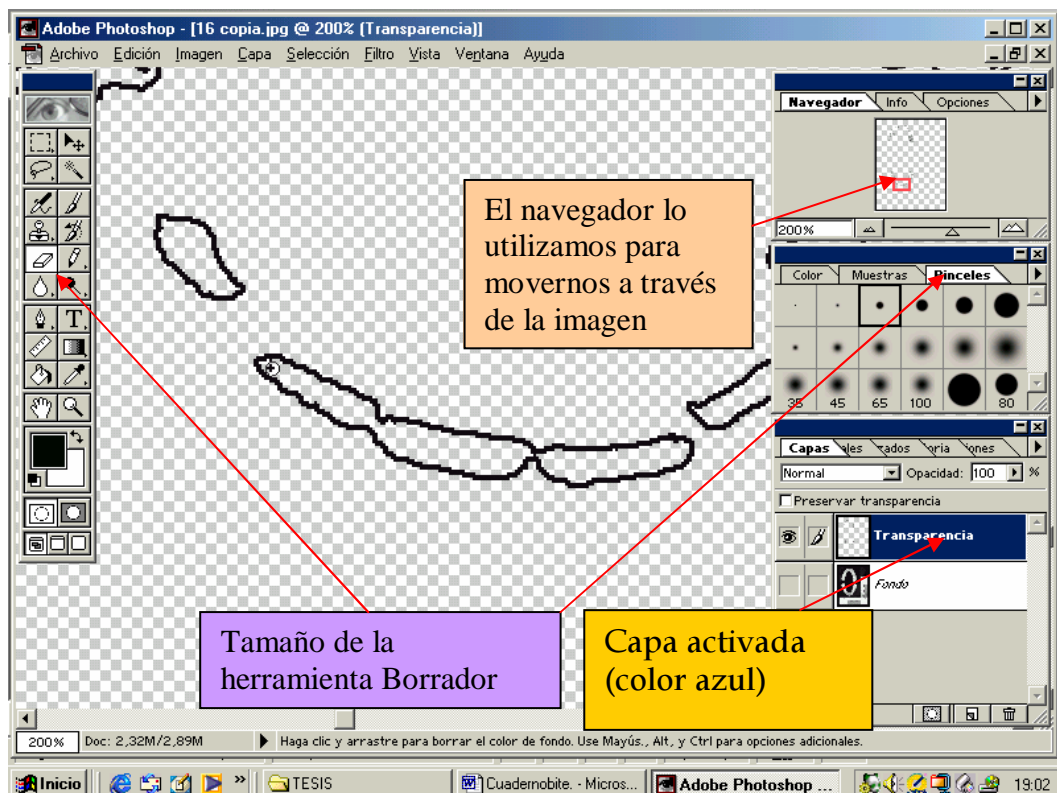 Adobe Photoshop - [16 copia.jpg @ 200% (Transparencia)]
Archivo Edición Imagen Capa Selección Filtro Vista Ventana Ayuda
Navegador Info Opciones
200%
El navegador lo
utilizamos para
movernos a través
de la imagen
Color Muestras Pinceles
35 45 65 100 80
Capas ales zados oria iones
Normal Opacidad: 100 %
Preservar transparencia
Transparencia
Fondo
T
Tamaño de la
herramienta Borrador
Capa activada
(color azul)
200% Doc: 2,32M/2,89M Haga clic y arrastre para borrar el color de fondo. Use Mayús., Alt, y Ctrl para opciones adicionales.
Inicio » TESIS Cuadernobite. - Micros... Adobe Photoshop ... 19:02